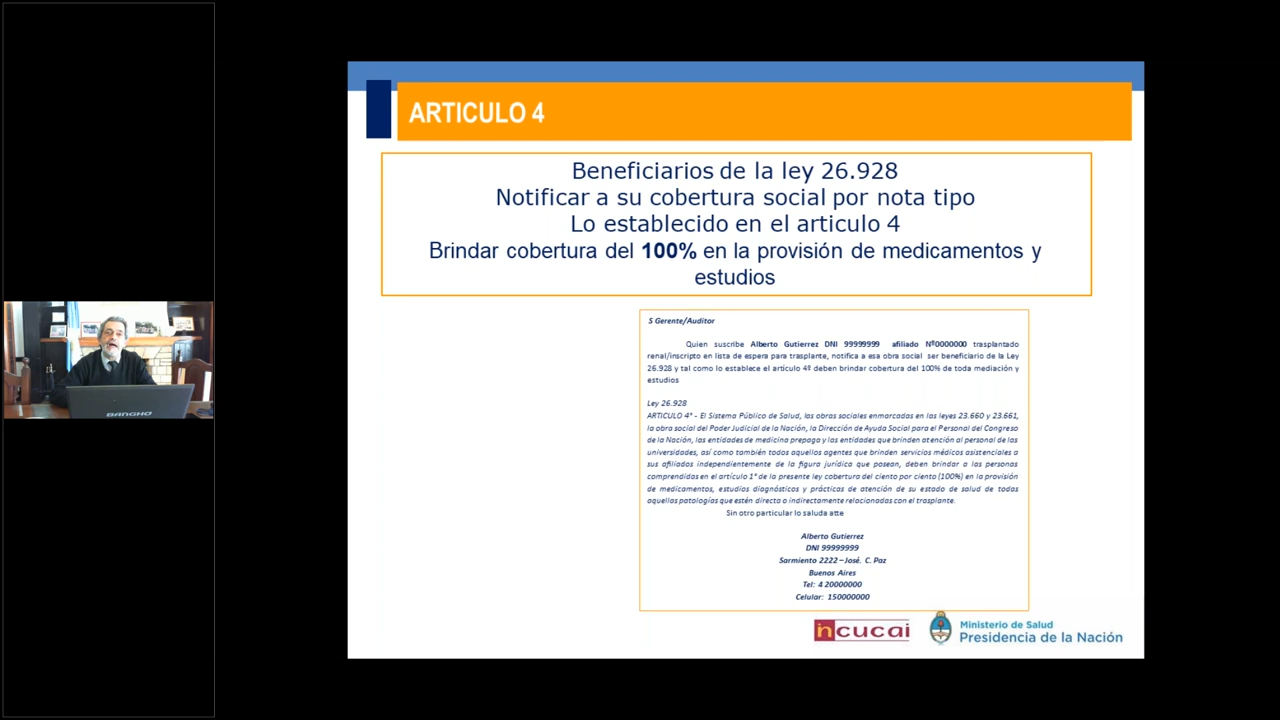 ARTICULO 4
Beneficiarios de la ley 26.928
Notificar a su cobertura social por nota tipo
Lo establecido en el articulo 4
Brindar cobertura del 100% en la provisión de medicamentos y
estudios
S Gerente/Auditor
Quien suscribe Alberto Gutierrez DNI 99999999 afiliado Nº0000000 trasplantado
renal/inscripto en lista de espera para trasplante, notifica a esa obra social ser beneficiario de la Ley
26.928 y tal como lo establece el artículo 4º deben brindar cobertura del 100% de toda mediación y
estudios
Ley 26.928
ARTICULO 4° - El Sistema Público de Salud, las obras sociales enmarcadas en las leyes 23.660 y 23.661,
la obra social del Poder Judicial de la Nación, la Dirección de Ayuda Social para el Personal del Congreso
de la Nación, las entidades de medicina prepaga y las entidades que brinden atención al personal de las
universidades, así como también todos aquellos agentes que brinden servicios médicos asistenciales a
sus afiliados independientemente de la figura jurídica que posean, deben brindar a las personas
comprendidas en el artículo 1° de la presente ley cobertura del ciento por ciento (100%) en la provisión
de medicamentos, estudios diagnósticos y prácticas de atención de su estado de salud de todas
aquellas patologías que estén directa o indirectamente relacionadas con el trasplante.
Sin otro particular lo saluda atte
Alberto Gutierrez
DNI 99999999
Sarmiento 2222 – José. C. Paz
Buenos Aires
Tel: 4 20000000
Celular: 150000000
incucai
Ministerio de Salud
Presidencia de la Nación
BANGHO